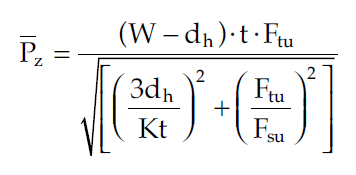 P̅z = (W – dh)·t·Ftu / √[(3dh / Kt)² + (Ftu / Fsu)²]